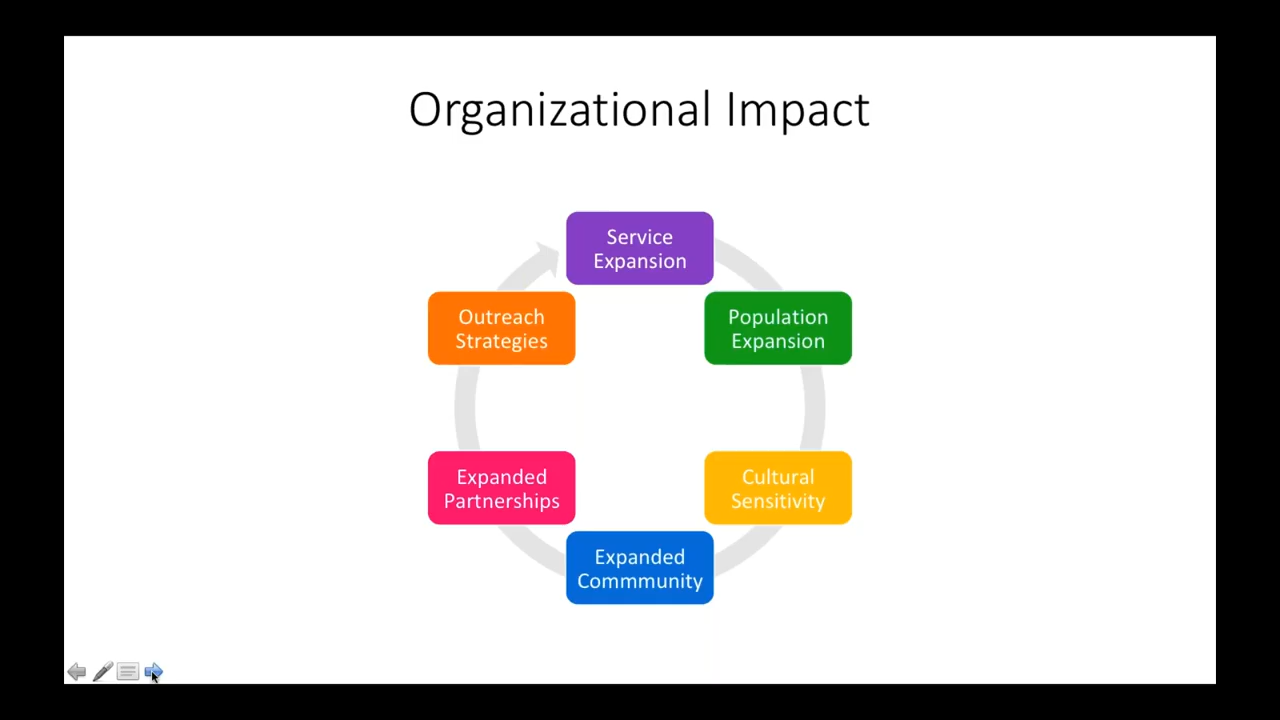 Organizational Impact
Service
Expansion
Population
Expansion
Cultural
Sensitivity
Expanded
Commmunity
Expanded
Partnerships
Outreach
Strategies